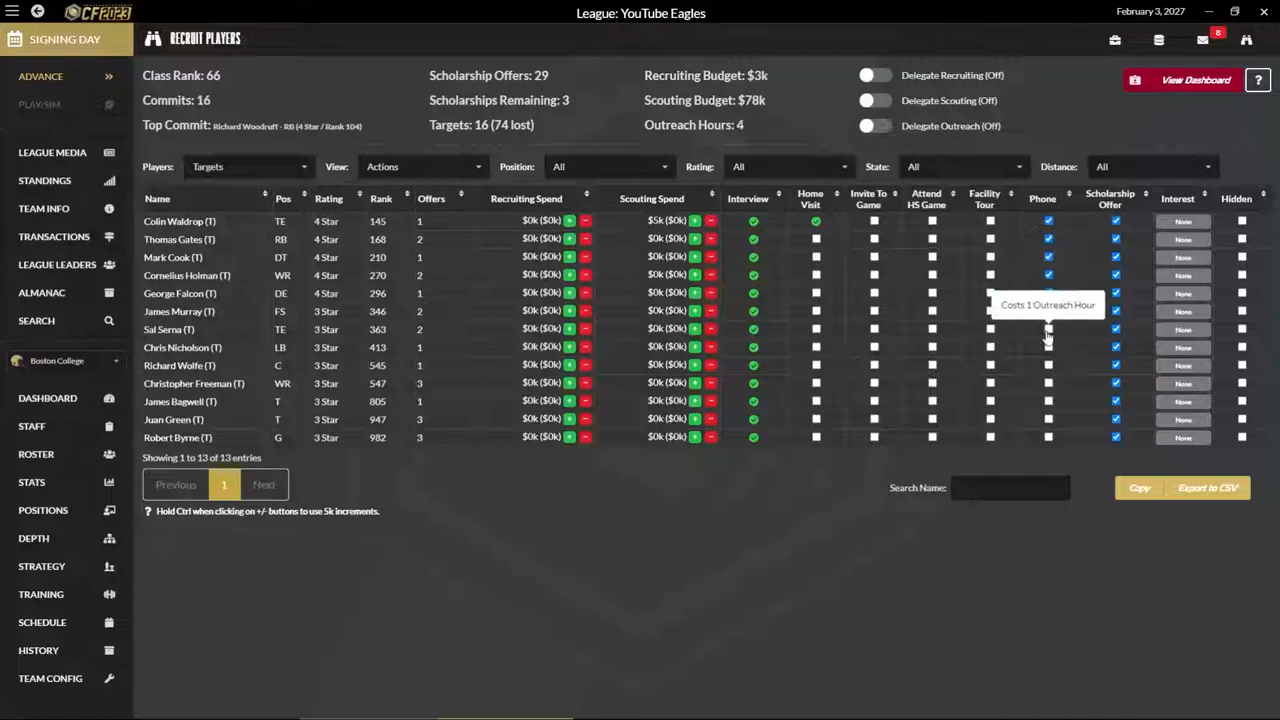 CF2023
League: YouTube Eagles
February 3, 2027
SIGNING DAY
RECRUIT PLAYERS
8
ADVANCE
PLAY/SIM
LEAGUE MEDIA
STANDINGS
TEAM INFO
TRANSACTIONS
LEAGUE LEADERS
ALMANAC
SEARCH
Boston College
DASHBOARD
STAFF
ROSTER
STATS
POSITIONS
DEPTH
STRATEGY
TRAINING
SCHEDULE
HISTORY
TEAM CONFIG
Class Rank: 66
Commits: 16
Top Commit: Richard Woodruff - RB (4 Star / Rank 104)
Scholarship Offers: 29
Scholarships Remaining: 3
Targets: 16 (74 lost)
Recruiting Budget: $3k
Scouting Budget: $78k
Outreach Hours: 4
Delegate Recruiting (Off)
Delegate Scouting (Off)
Delegate Outreach (Off)
View Dashboard
?
Players: Targets View: Actions Position: All Rating: All State: All Distance: All
Name Pos Rating Rank Offers Recruiting Spend Scouting Spend Interview Home Visit Invite To Game Attend HS Game Facility Tour Phone Scholarship Offer Interest Hidden
Colin Waldrop (T) TE 4 Star 145 1 $0k ($0k) + - $5k ($0k) + - None
Thomas Gates (T) RB 4 Star 168 2 $0k ($0k) + - $0k ($0k) + - None
Mark Cook (T) DT 4 Star 210 1 $0k ($0k) + - $0k ($0k) + - None
Cornelius Holman (T) WR 4 Star 270 2 $0k ($0k) + - $0k ($0k) + - None
George Falcon (T) DE 4 Star 296 1 $0k ($0k) + - $0k ($0k) + - None
James Murray (T) FS 3 Star 346 2 $0k ($0k) + - $0k ($0k) + - None
Sal Serna (T) TE 3 Star 363 2 $0k ($0k) + - $0k ($0k) + - None
Chris Nicholson (T) LB 3 Star 413 1 $0k ($0k) + - $0k ($0k) + - None
Richard Wolfe (T) C 3 Star 545 1 $0k ($0k) + - $0k ($0k) + - None
Christopher Freeman (T) WR 3 Star 547 3 $0k ($0k) + - $0k ($0k) + - None
James Bagwell (T) T 3 Star 805 1 $0k ($0k) + - $0k ($0k) + - None
Juan Green (T) T 3 Star 947 3 $0k ($0k) + - $0k ($0k) + - None
Robert Byrne (T) G 3 Star 982 3 $0k ($0k) + - $0k ($0k) + - None
Costs 1 Outreach Hour
Showing 1 to 13 of 13 entries
Previous 1 Next
Search Name:
Copy Export to CSV
? Hold Ctrl when clicking on +/- buttons to use 5k increments.